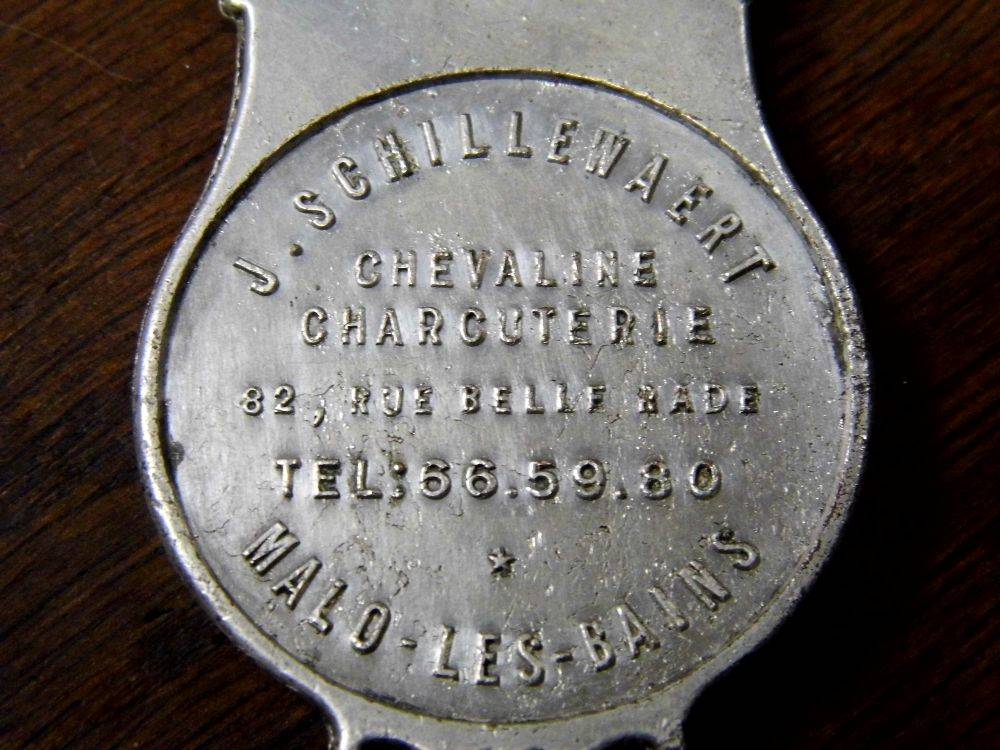 J. SCHILLEWAERT
CHEVALINE
CHARCUTERIE
82, RUE BELLE RADE
TEL:66.59.80
MALO-LES-BAINS